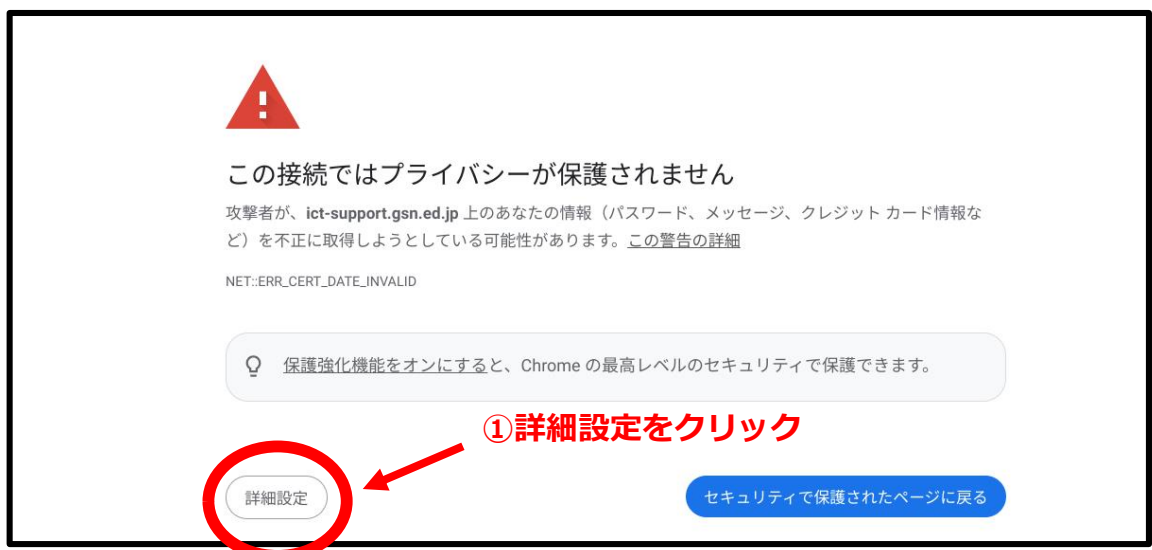 この接続ではプライバシーが保護されません
攻撃者が、ict-support.gsn.ed.jp 上のあなたの情報（パスワード、メッセージ、クレジット カード情報な
ど）を不正に取得しようとしている可能性があります。この警告の詳細
NET::ERR_CERT_DATE_INVALID
保護強化機能をオンにすると、Chrome の最高レベルのセキュリティで保護できます。
①詳細設定をクリック
詳細設定
セキュリティで保護されたページに戻る